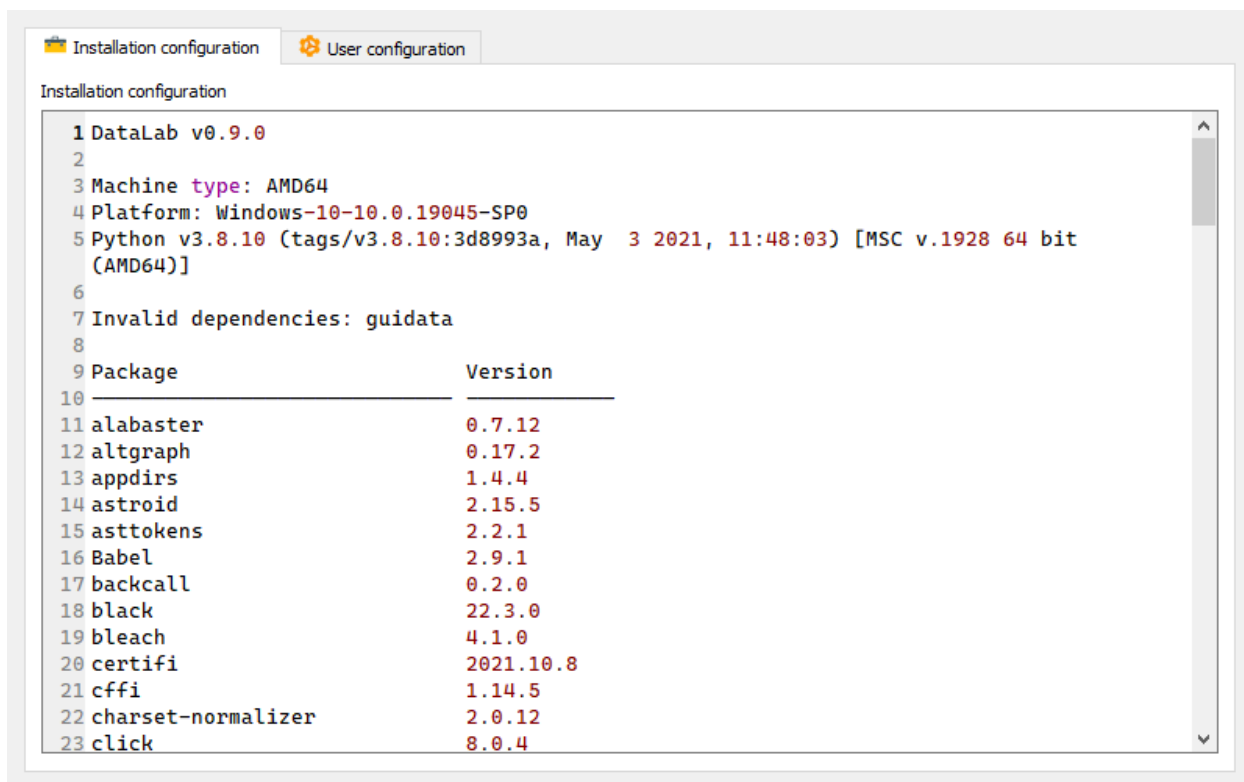 Installation configuration
User configuration
Installation configuration
1 DataLab v0.9.0
2
3 Machine type: AMD64
4 Platform: Windows-10-10.0.19045-SP0
5 Python v3.8.10 (tags/v3.8.10:3d8993a, May  3 2021, 11:48:03) [MSC v.1928 64 bit
(AMD64)]
6
7 Invalid dependencies: guidata
8
9 Package Version
10
11 alabaster 0.7.12
12 altgraph 0.17.2
13 appdirs 1.4.4
14 astroid 2.15.5
15 asttokens 2.2.1
16 Babel 2.9.1
17 backcall 0.2.0
18 black 22.3.0
19 bleach 4.1.0
20 certifi 2021.10.8
21 cffi 1.14.5
22 charset-normalizer 2.0.12
23 click 8.0.4